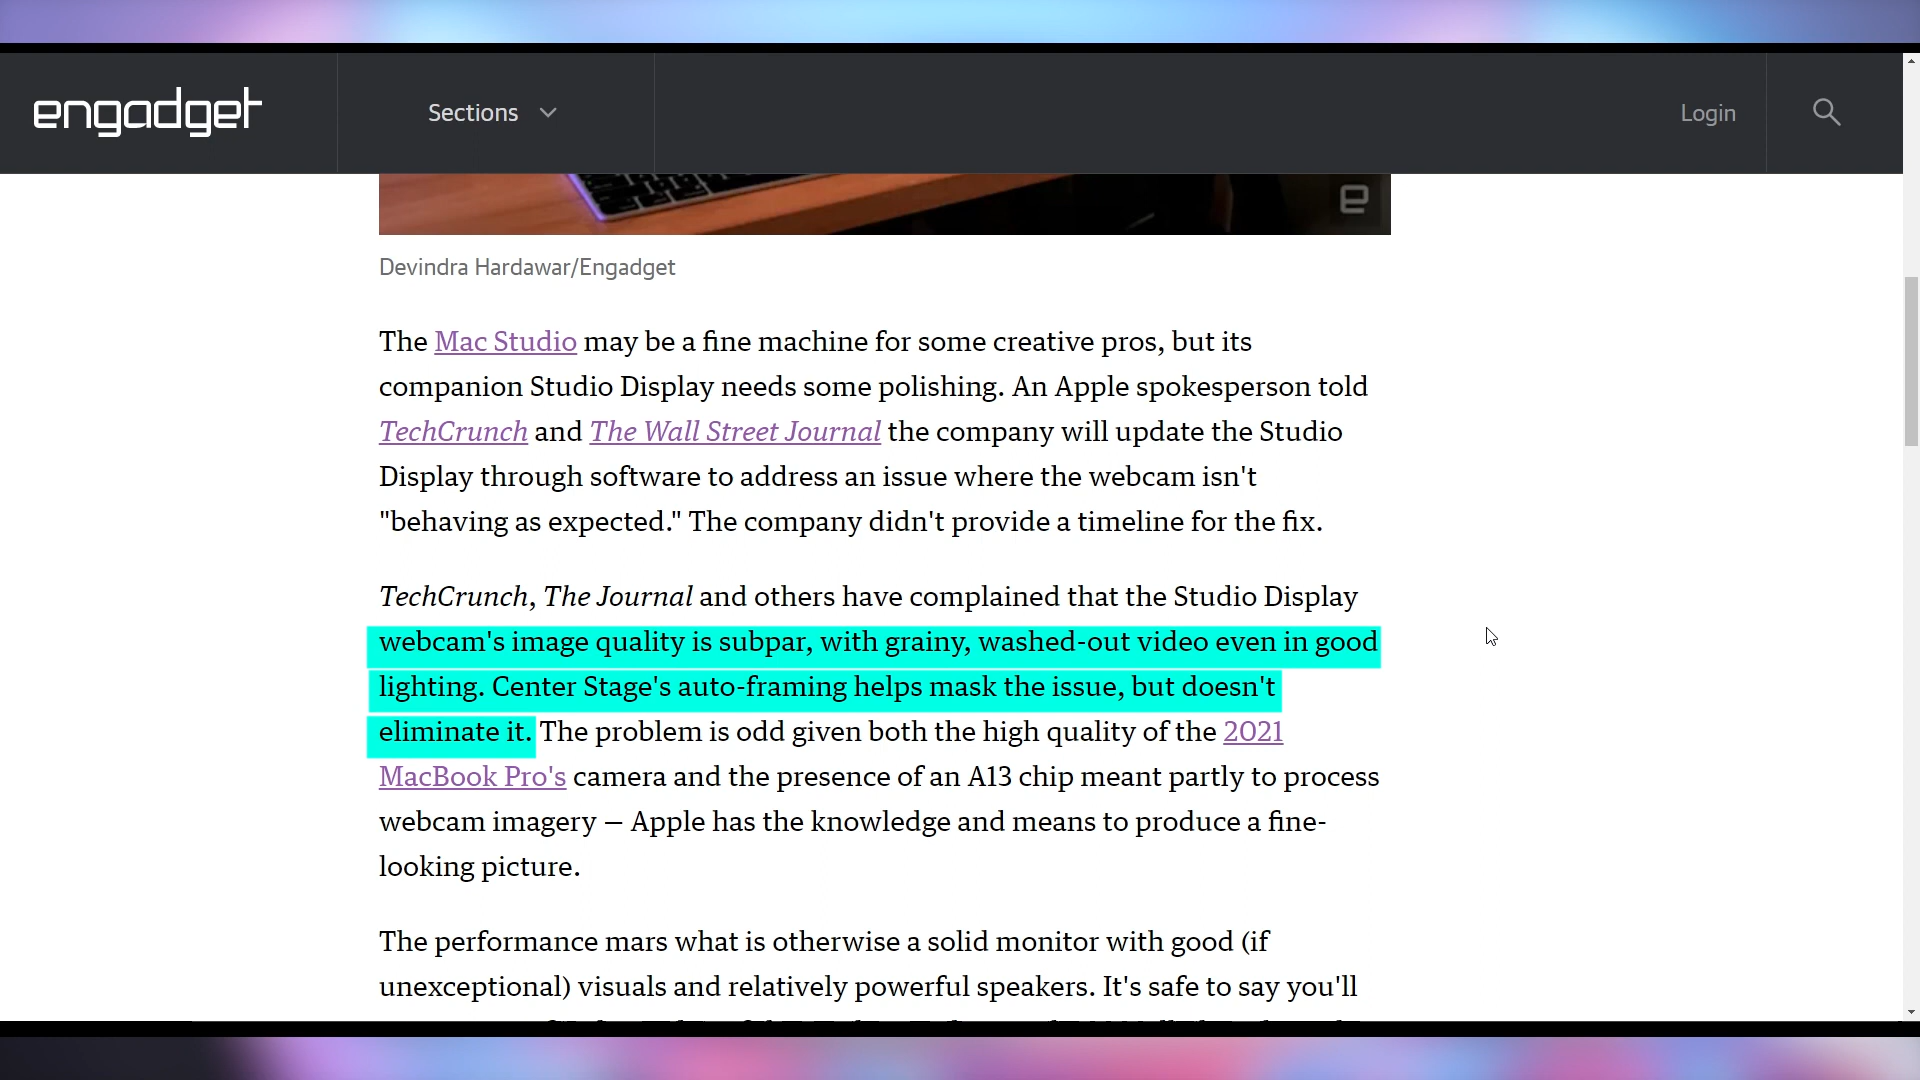 engadget
Sections
Login
e
Devindra Hardawar/Engadget
The Mac Studio may be a fine machine for some creative pros, but its
companion Studio Display needs some polishing. An Apple spokesperson told
TechCrunch and The Wall Street Journal the company will update the Studio
Display through software to address an issue where the webcam isn't
"behaving as expected." The company didn't provide a timeline for the fix.
TechCrunch, The Journal and others have complained that the Studio Display
webcam's image quality is subpar, with grainy, washed-out video even in good
lighting. Center Stage's auto-framing helps mask the issue, but doesn't
eliminate it. The problem is odd given both the high quality of the 2021
MacBook Pro's camera and the presence of an A13 chip meant partly to process
webcam imagery — Apple has the knowledge and means to produce a fine-
looking picture.
The performance mars what is otherwise a solid monitor with good (if
unexceptional) visuals and relatively powerful speakers. It's safe to say you'll